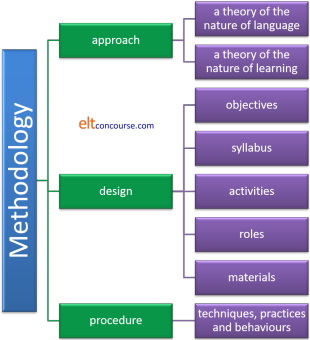 Methodology
approach
a theory of the
nature of language
a theory of the
nature of learning
eltconcourse.com
design
objectives
syllabus
activities
roles
materials
procedure
techniques, practices
and behaviours